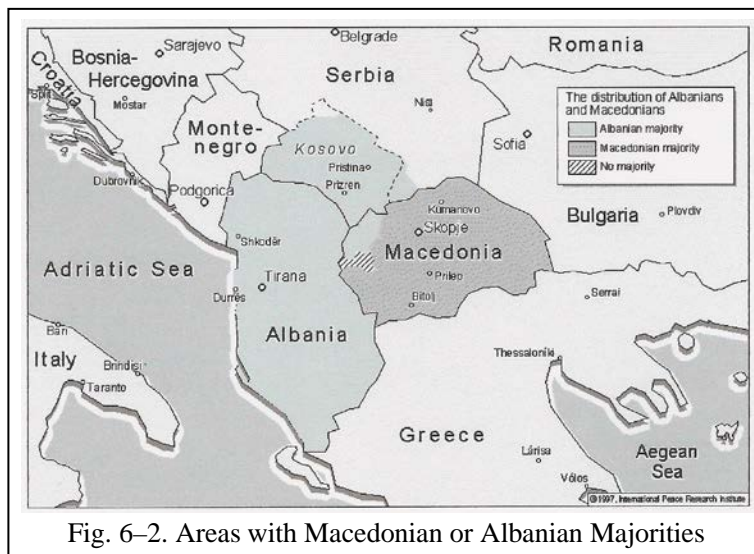 Bosnia-
Hercegovina
Sarajevo
Belgrade
Romania
Croatia
Split
Mostar
Serbia
Niš
The distribution of Albanians
and Macedonians
Albanian majority
Macedonian majority
No majority
Monte-
negro
Kosovo
Pristina
Prizren
Sofia
Dubrovnik
Podgorica
Kumanovo
Skopje
Bulgaria
Plovdiv
Shkodër
Macedonia
Adriatic Sea
Tirana
Prilep
Durrës
Bitolj
Serrai
Bari
Albania
Italy
Brindisi
Thessaloníki
Taranto
Greece
Lárisa
Aegean
Sea
Vólos
©1997, International Peace Research Institute
Fig. 6–2. Areas with Macedonian or Albanian Majorities